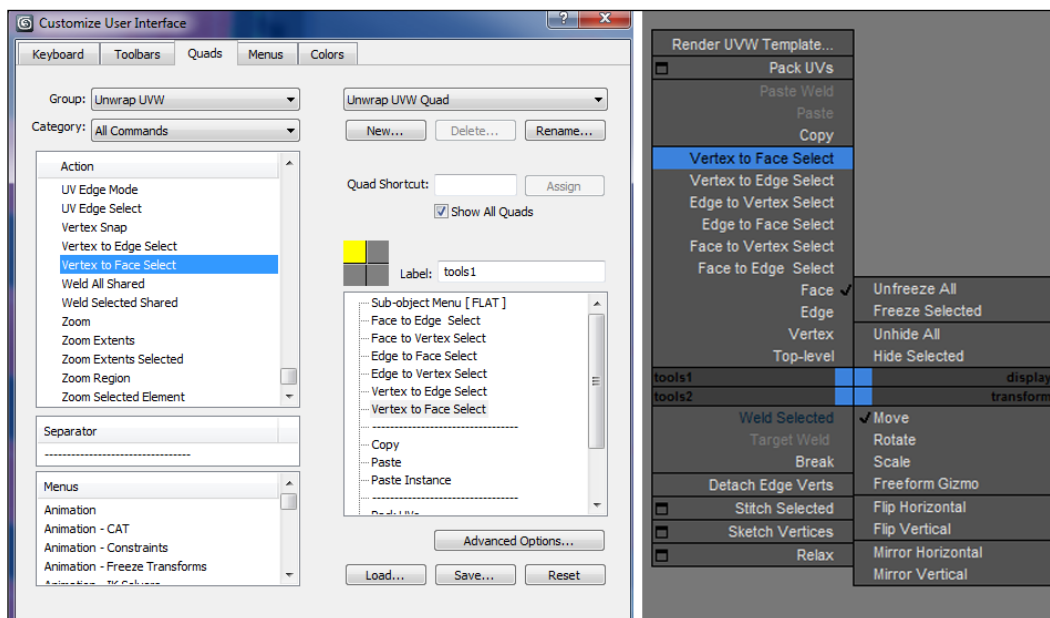 Customize User Interface
Keyboard Toolbars Quads Menus Colors
Group: Unwrap UVW
Category: All Commands
Action
UV Edge Mode
UV Edge Select
Vertex Snap
Vertex to Edge Select
Vertex to Face Select
Weld All Shared
Weld Selected Shared
Zoom
Zoom Extents
Zoom Extents Selected
Zoom Region
Zoom Selected Element
Separator
---------------------------------
Menus
Animation
Animation - CAT
Animation - Constraints
Animation - Freeze Transforms
Animation - IK Solvers
Unwrap UVW Quad
New... Delete... Rename...
Quad Shortcut: Assign
Show All Quads
Label: tools1
Sub-object Menu [ FLAT ]
Face to Edge  Select
Face to Vertex Select
Edge to Face Select
Edge to Vertex Select
Vertex to Edge Select
Vertex to Face Select
---------------------------------
Copy
Paste
Paste Instance
---------------------------------
Pack UVs
Advanced Options...
Load... Save... Reset
Render UVW Template...
Pack UVs
Paste Weld
Paste
Copy
Vertex to Face Select
Vertex to Edge Select
Edge to Vertex Select
Edge to Face Select
Face to Vertex Select
Face to Edge  Select
Face
Edge
Vertex
Top-level
Unfreeze All
Freeze Selected
Unhide All
Hide Selected
tools1 display
tools2 transform
Weld Selected
Target Weld
Break
Detach Edge Verts
Stitch Selected
Sketch Vertices
Relax
Move
Rotate
Scale
Freeform Gizmo
Flip Horizontal
Flip Vertical
Mirror Horizontal
Mirror Vertical